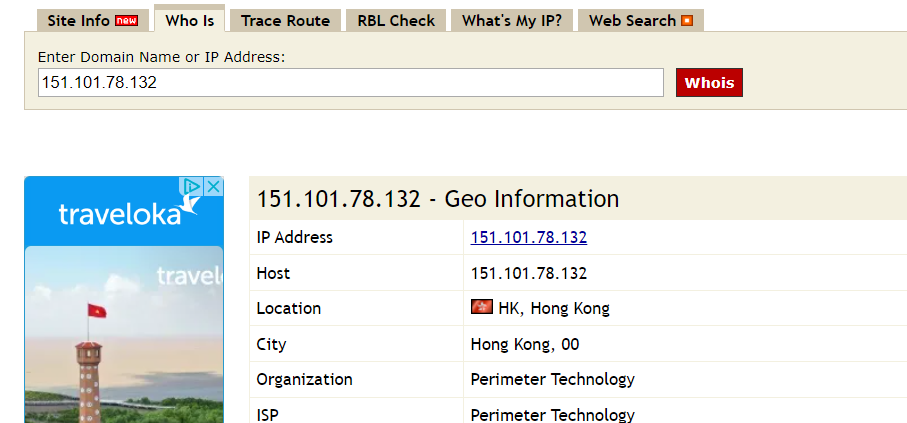 Site Info new Who Is Trace Route RBL Check What's My IP? Web Search
Enter Domain Name or IP Address:
151.101.78.132 Whois
traveloka
travel
151.101.78.132 - Geo Information
IP Address 151.101.78.132
Host 151.101.78.132
Location HK, Hong Kong
City Hong Kong, 00
Organization Perimeter Technology
ISP Perimeter Technology